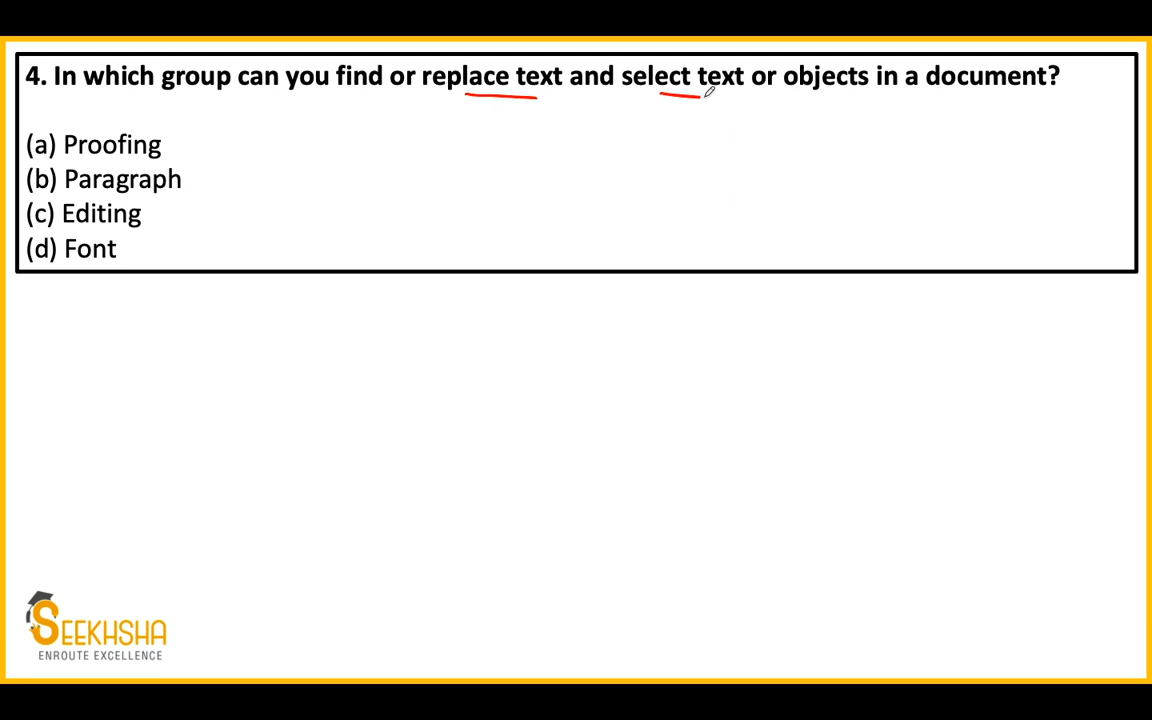 4. In which group can you find or replace text and select text or objects in a document?
(a) Proofing
(b) Paragraph
(c) Editing
(d) Font
SEEKHSHA
ENROUTE EXCELLENCE